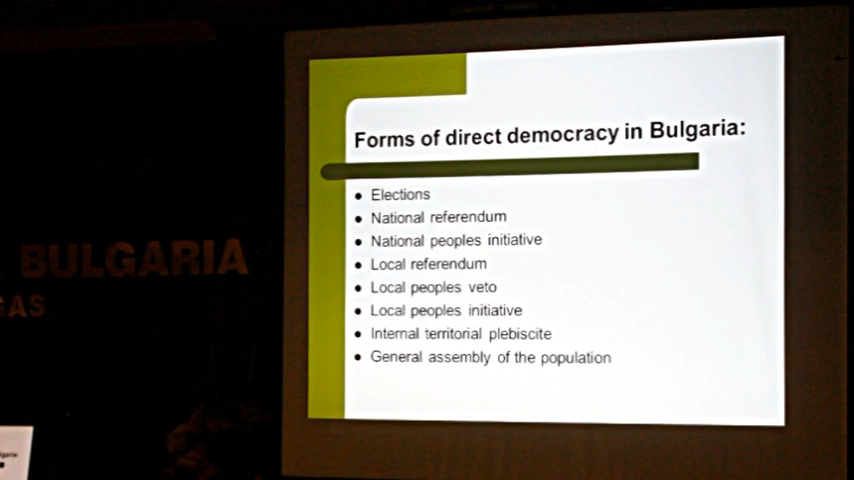 Forms of direct democracy in Bulgaria:
● Elections
● National referendum
● National peoples initiative
● Local referendum
● Local peoples veto
● Local peoples initiative
● Internal territorial plebiscite
● General assembly of the population
BULGARIA
GAS